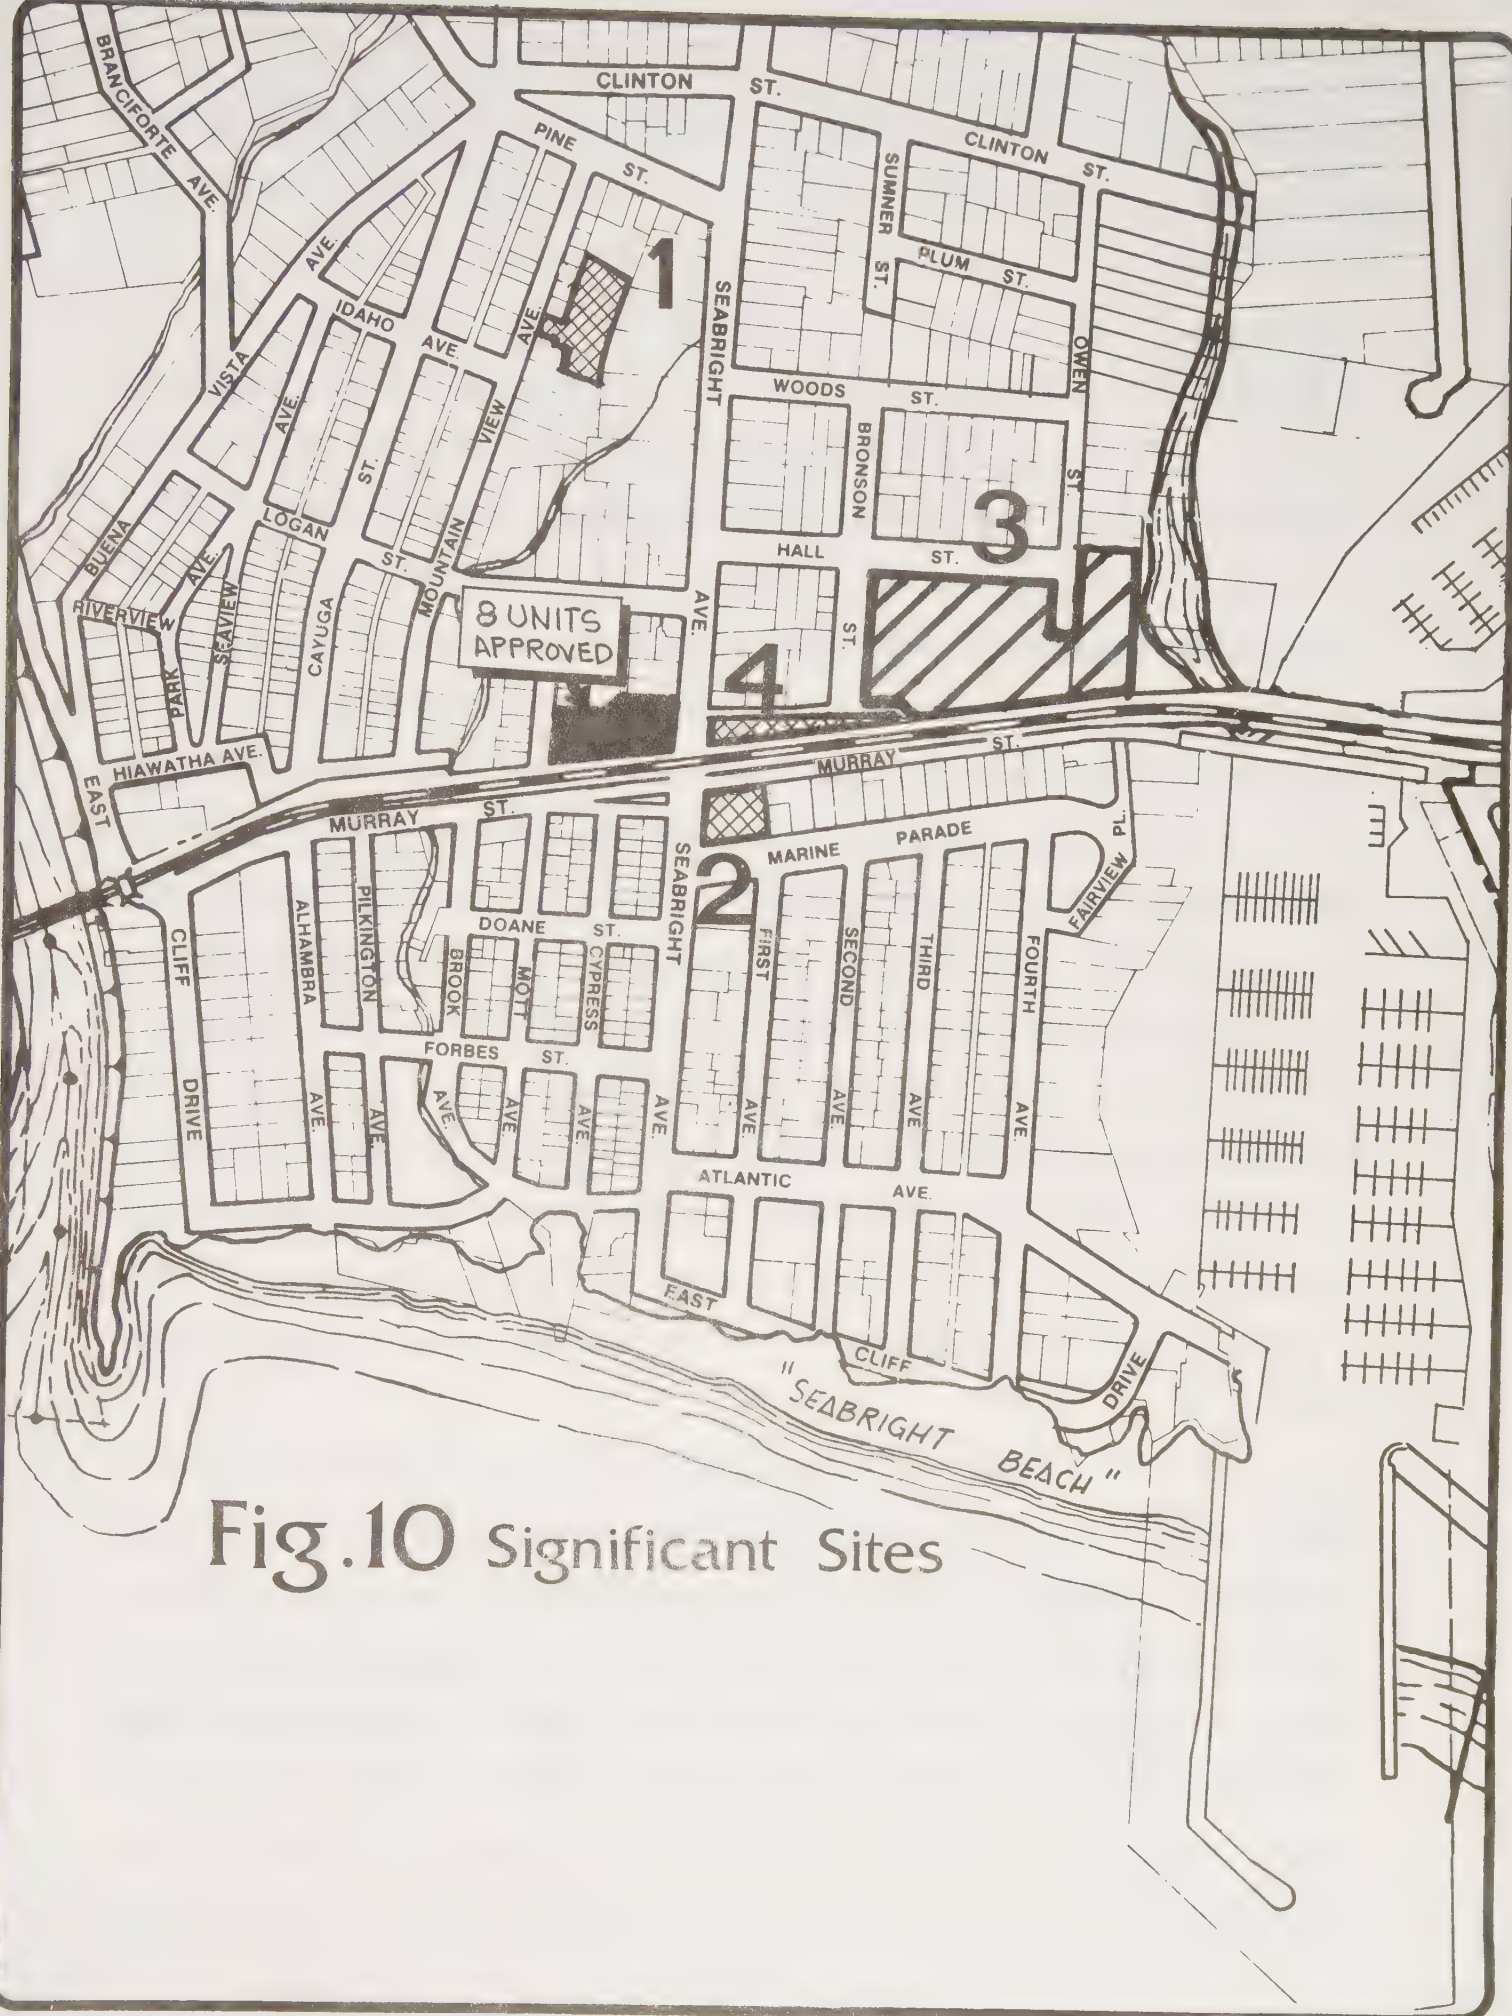 BRANCIFORTE AVE.
CLINTON ST.
CLINTON ST.
PINE ST.
SUMNER ST.
PLUM ST.
1
AVE.
IDAHO AVE.
AVE.
SEABRIGHT
OWEN
VISTA
WOODS ST.
AVE.
VIEW
BRONSON
ST.
ST.
3
LOGAN ST.
BUENA
HALL ST.
MOUNTAIN
AVE.
RIVERVIEW
SEAVIEW
CAYUGA
8 UNITS
APPROVED
AVE.
ST.
PARK
4
HIAWATHA AVE.
MURRAY ST.
EAST
MURRAY ST.
PARADE
MARINE
PL.
FAIRVIEW
SEABRIGHT
2
CLIFF
ALHAMBRA
PILKINGTON
DOANE ST.
BROOK
MOTT
CYPRESS
FIRST
SECOND
THIRD
FOURTH
FORBES ST.
DRIVE
AVE.
AVE.
AVE.
AVE.
AVE.
AVE.
AVE.
AVE.
AVE.
AVE.
ATLANTIC AVE.
EAST
CLIFF
DRIVE
"SEABRIGHT
BEACH"
Fig.10 Significant Sites